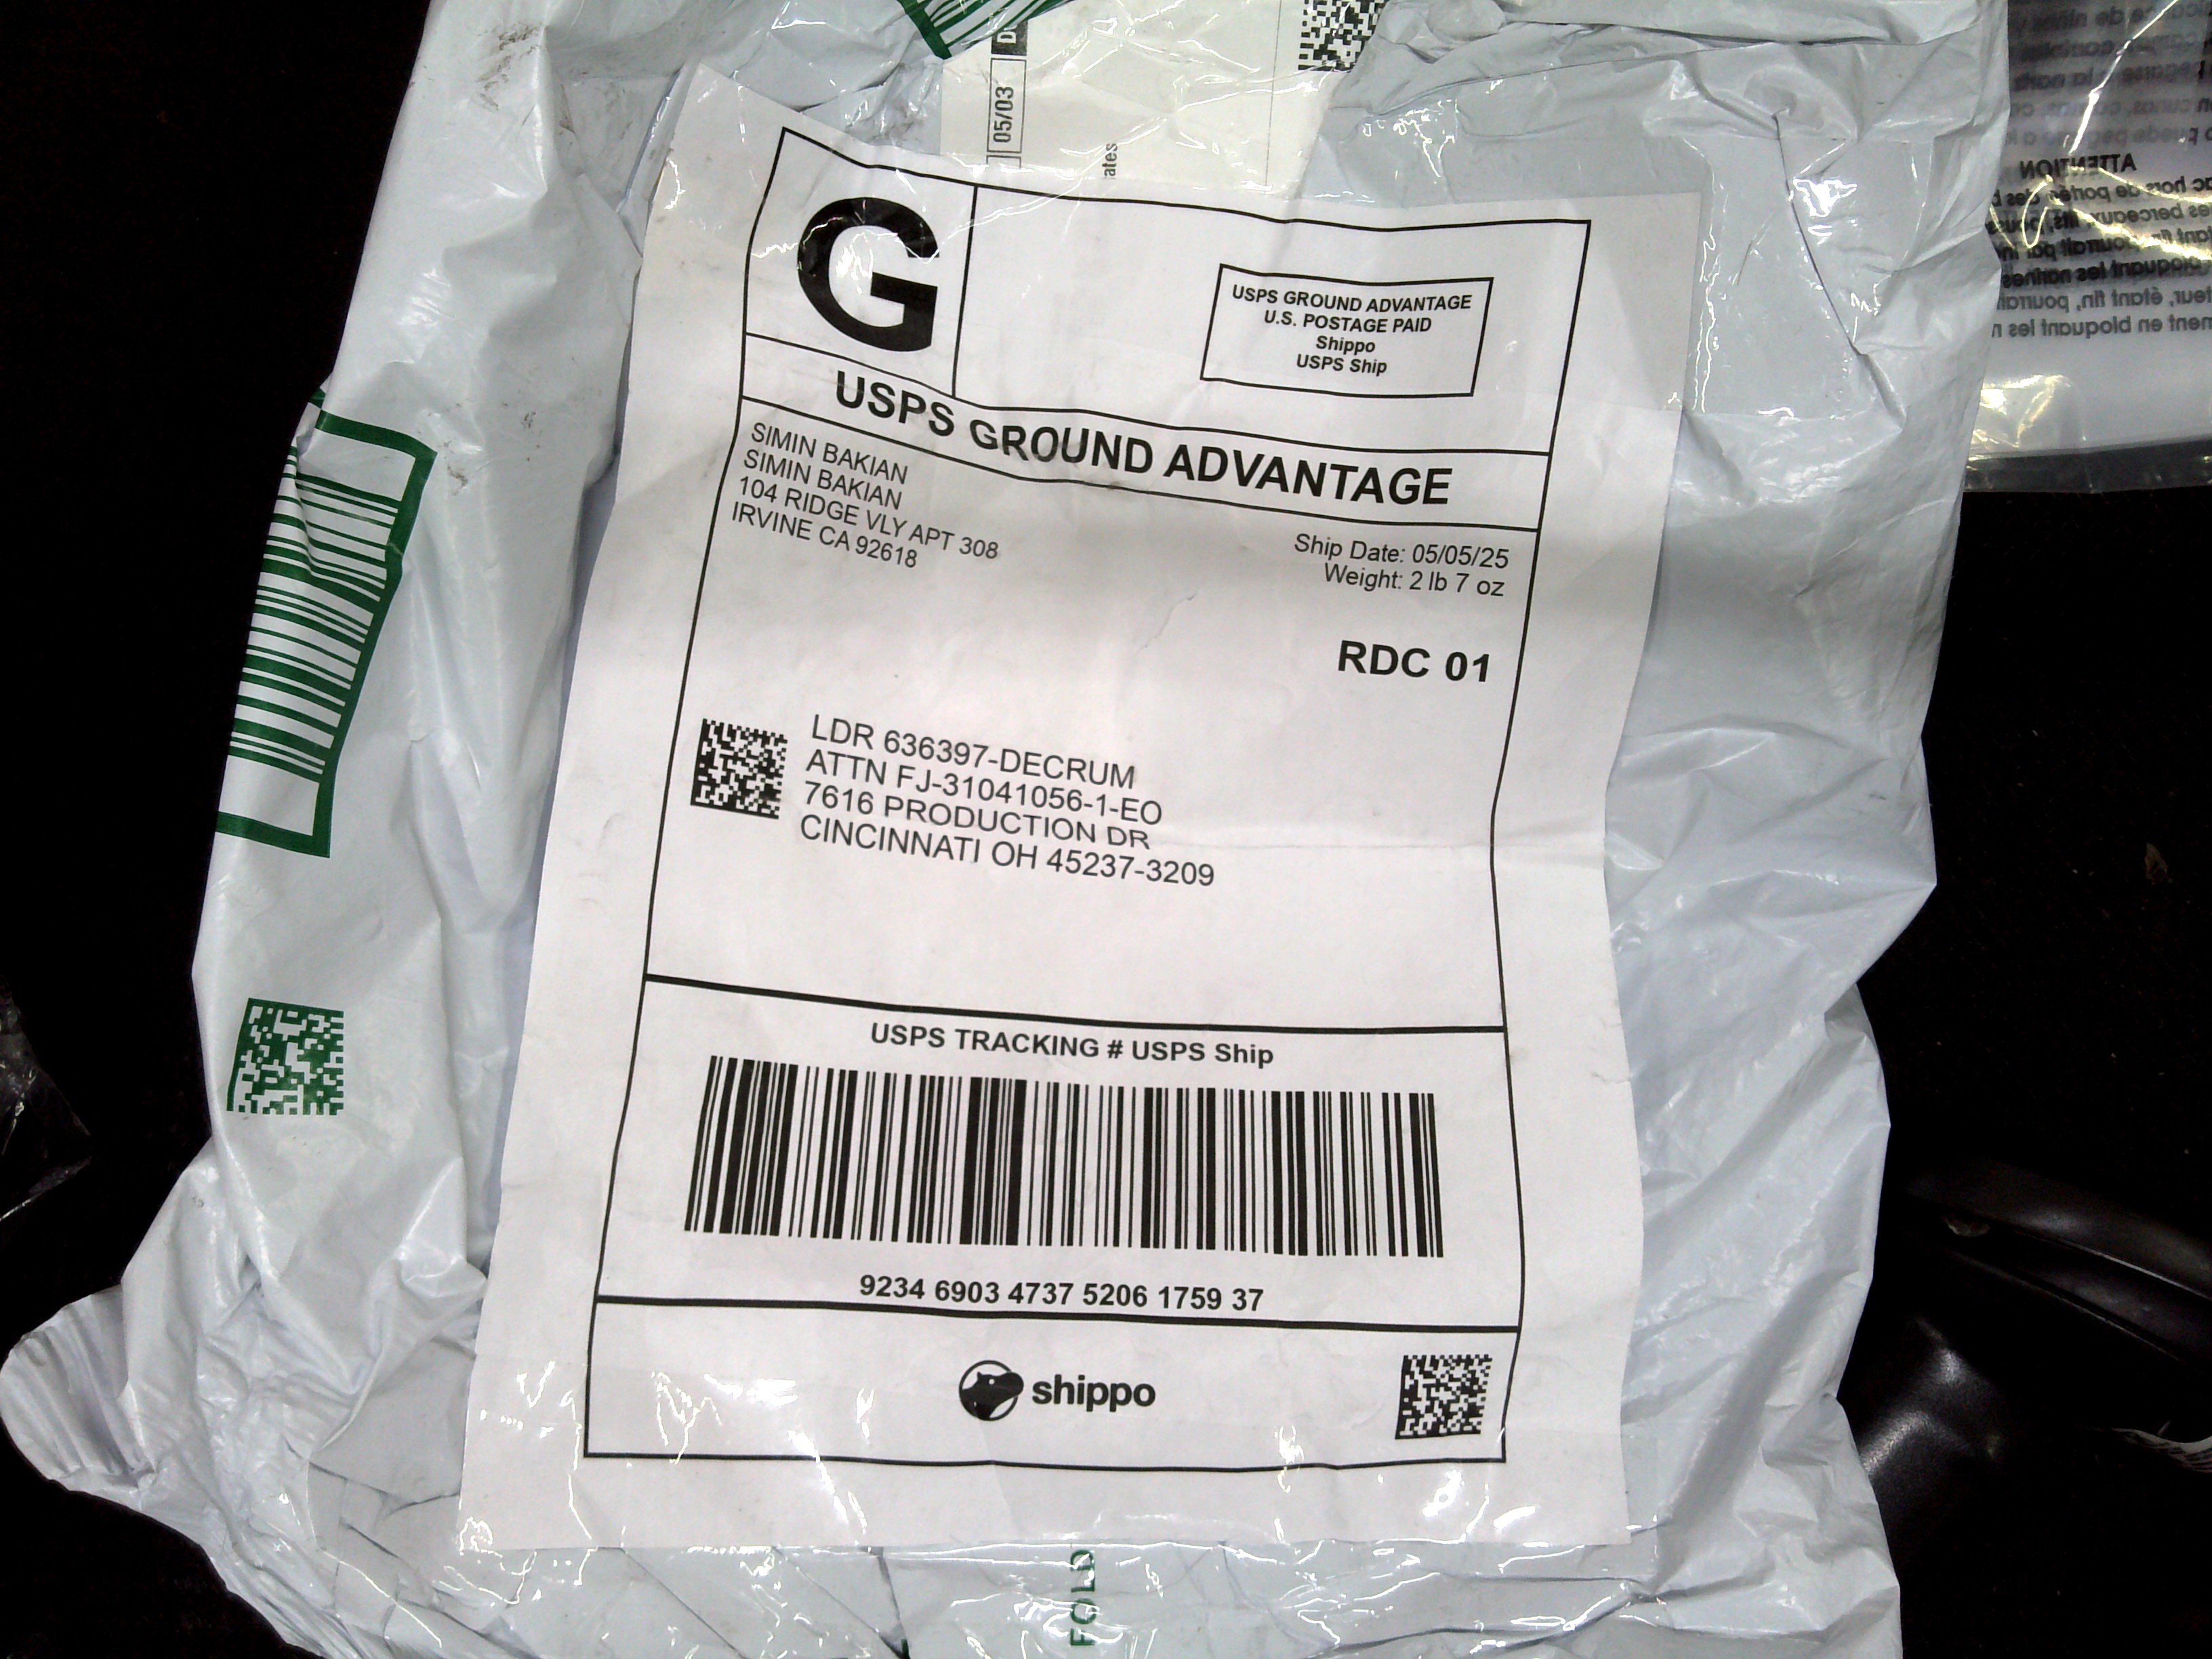 05/03
ates
G
USPS GROUND ADVANTAGE
U.S. POSTAGE PAID
Shippo
USPS Ship
USPS GROUND ADVANTAGE
SIMIN BAKIAN
SIMIN BAKIAN
104 RIDGE VLY APT 308
IRVINE CA 92618
Ship Date: 05/05/25
Weight: 2 lb 7 oz
RDC 01
LDR 636397-DECRUM
ATTN FJ-31041056-1-EO
7616 PRODUCTION DR
CINCINNATI OH 45237-3209
USPS TRACKING # USPS Ship
9234 6903 4737 5206 1759 37
shippo
FOLD
ATTENTION